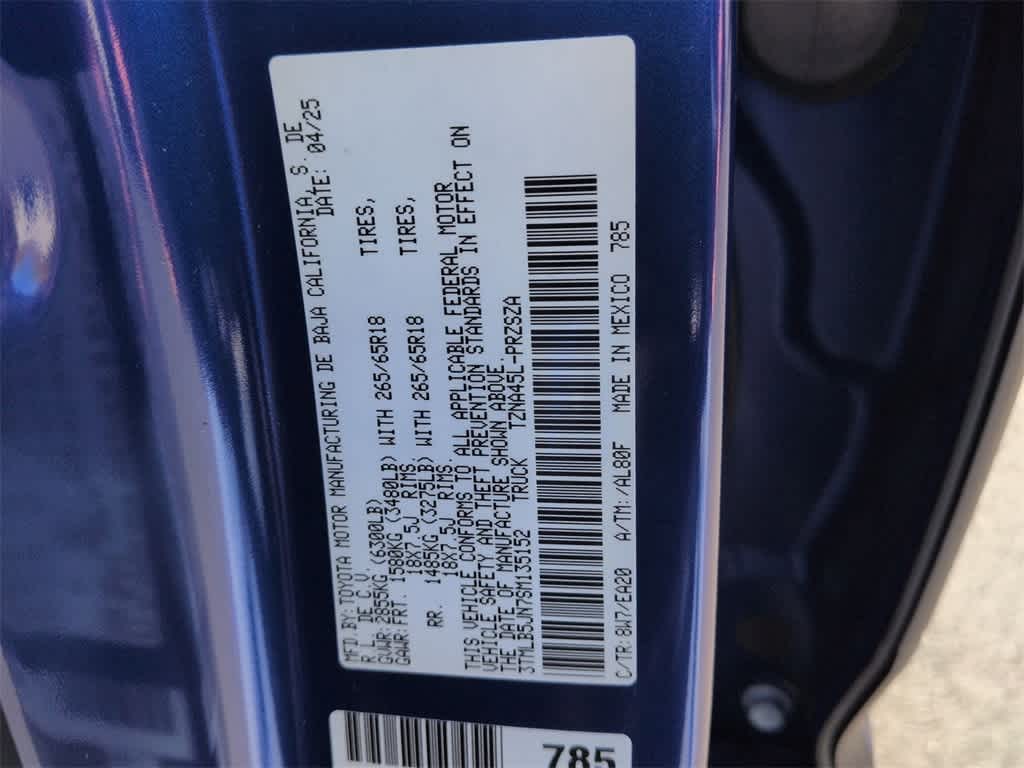 MFD.BY:TOYOTA MOTOR MANUFACTURING DE BAJA CALIFORNIA, S. DE
R.L. DE C.V. DATE: 04/25
GVWR:2855KG (6300LB)
GAWR:FRT. 1580KG (3480LB) WITH 265/65R18 TIRES,
18X7.5J RIMS.
RR. 1485KG (3275LB) WITH 265/65R18 TIRES,
18X7.5J RIMS.
THIS VEHICLE CONFORMS TO ALL APPLICABLE FEDERAL MOTOR
VEHICLE SAFETY AND THEFT PREVENTION STANDARDS IN EFFECT ON
THE DATE OF MANUFACTURE SHOWN ABOVE.
3TMLB5JN7SM135152 TRUCK TZNA45L-PRZSZA
C/TR:8W7/EA20 A/TM:/AL80F MADE IN MEXICO 785
785